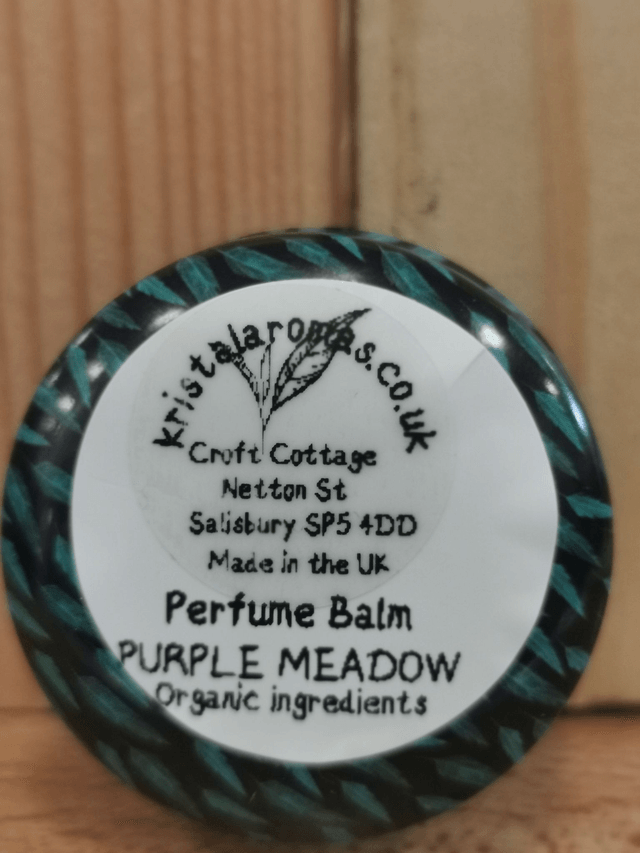 kristalaromas.co.uk
Croft Cottage
Netton St
Salisbury SP5 4DD
Made in the UK
Perfume Balm
PURPLE MEADOW
Organic ingredients